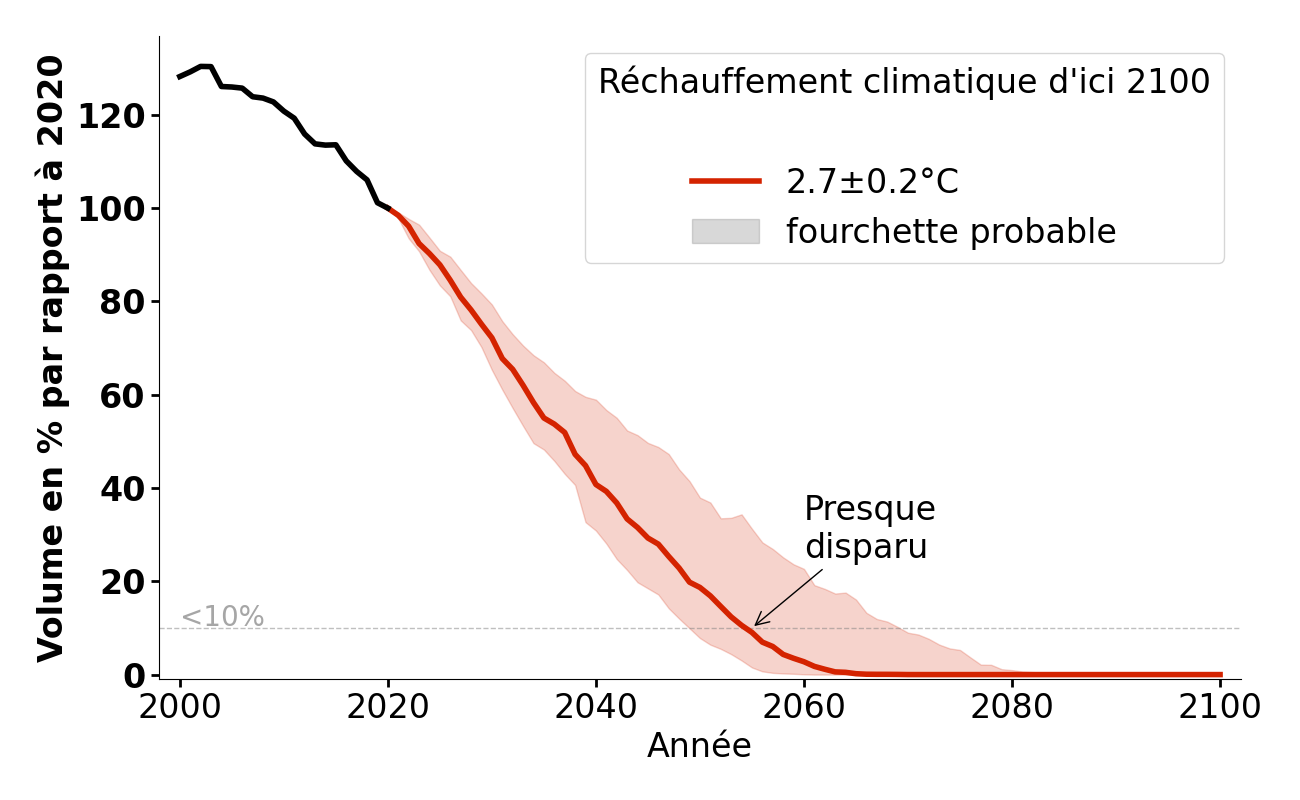 Volume en % par rapport à 2020
120
100
80
60
40
20
0
Réchauffement climatique d'ici 2100
2.7±0.2°C
fourchette probable
Presque
disparu
<10%
2000
2020
2040
2060
2080
2100
Année